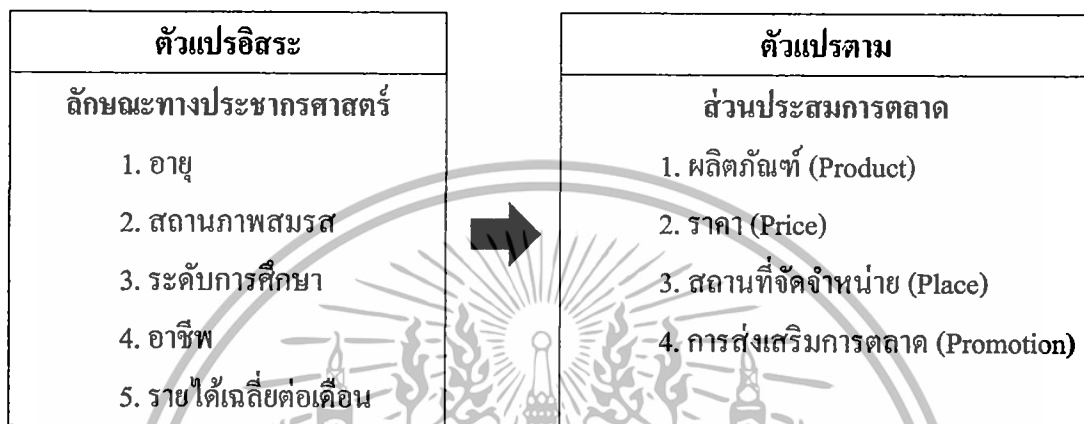 ตัวแปรอิสระ
ลักษณะทางประชากรศาสตร์
1. อายุ
2. สถานภาพสมรส
3. ระดับการศึกษา
4. อาชีพ
5. รายได้เฉลี่ยต่อเดือน
ตัวแปรตาม
ส่วนประสมการตลาด
1. ผลิตภัณฑ์ (Product)
2. ราคา (Price)
3. สถานที่จัดจำหน่าย (Place)
4. การส่งเสริมการตลาด (Promotion)